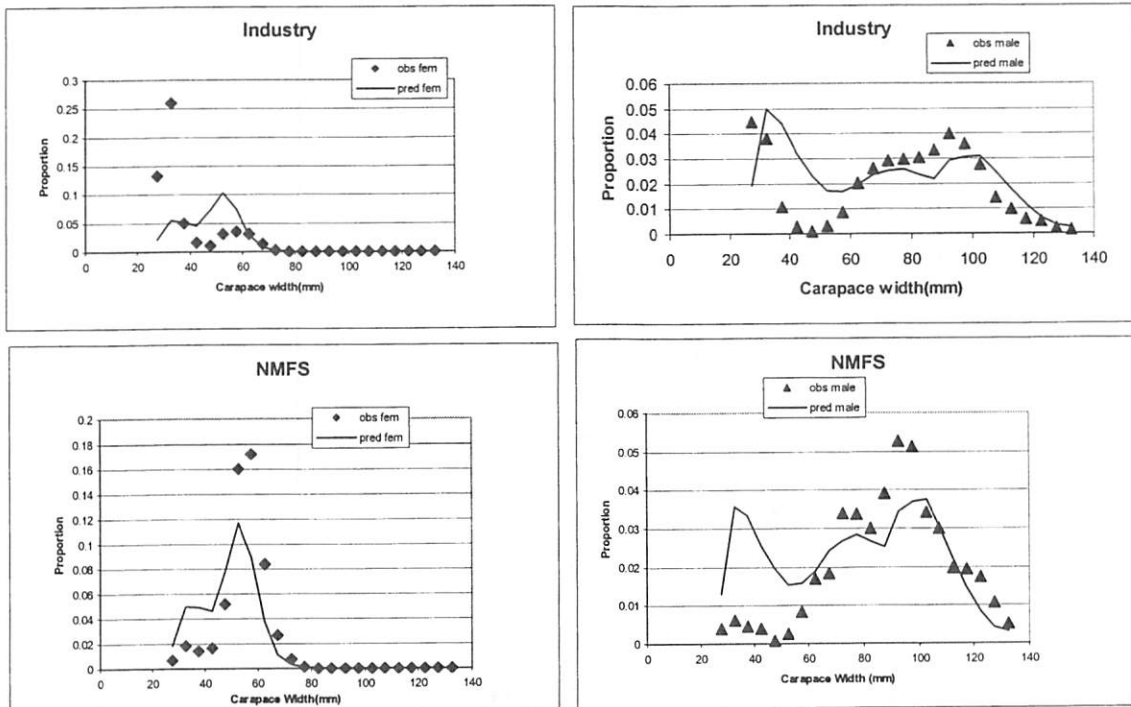 Industry
obs fem
pred fem
0.3
0.25
0.2
0.15
0.1
0.05
0
Proportion
0 20 40 60 80 100 120 140
Carapace width(mm)
Industry
obs male
pred male
0.06
0.05
0.04
0.03
0.02
0.01
0
Proportion
0 20 40 60 80 100 120 140
Carapace width(mm)
NMFS
obs fem
pred fem
0.2
0.18
0.16
0.14
0.12
0.1
0.08
0.06
0.04
0.02
0
Proportion
0 20 40 60 80 100 120 140
Carapace Width(mm)
NMFS
obs male
pred male
0.06
0.05
0.04
0.03
0.02
0.01
0
Proportion
0 20 40 60 80 100 120 140
Carapace Width (mm)